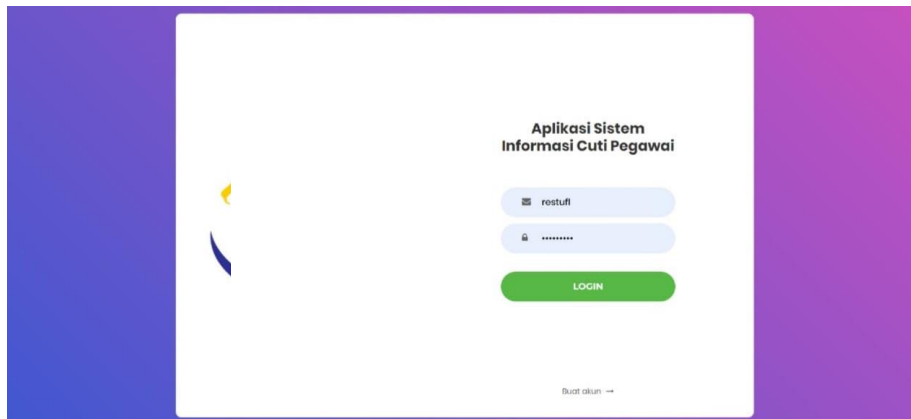 Aplikasi Sistem
Informasi Cuti Pegawai
restufl
•••••••••
LOGIN
Buat akun →